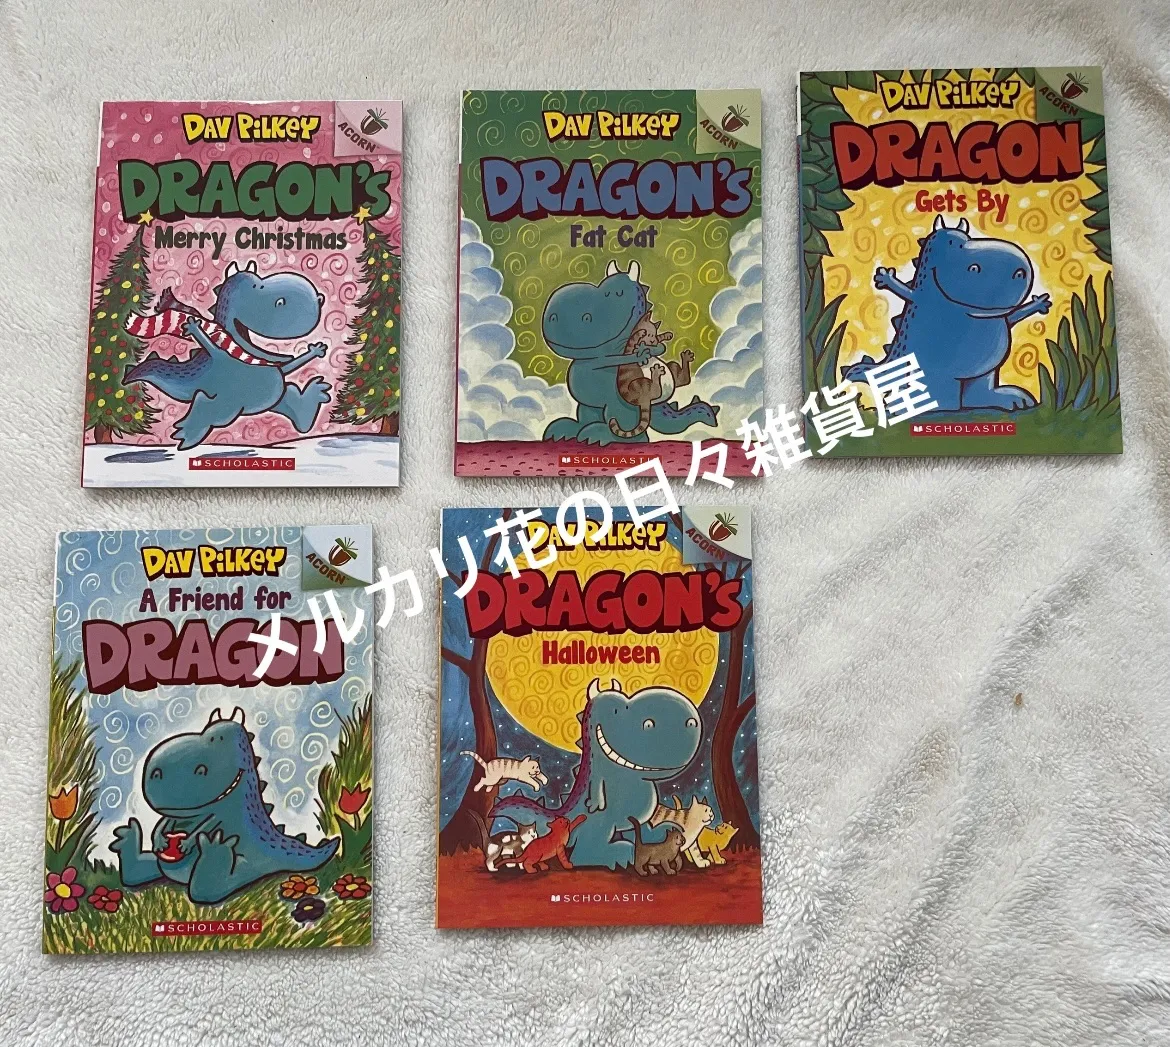 DAV PILKEY
ACORN
DRAGON'S
Merry Christmas
SCHOLASTIC
DAV PILKEY
ACORN
DRAGON'S
Fat Cat
SCHOLASTIC
DAV PILKEY
ACORN
DRAGON
Gets By
SCHOLASTIC
DAV PILKEY
ACORN
A Friend for
DRAGON
SCHOLASTIC
DAV PILKEY
ACORN
DRAGON'S
Halloween
SCHOLASTIC
メルカリ花の日々雑貨屋